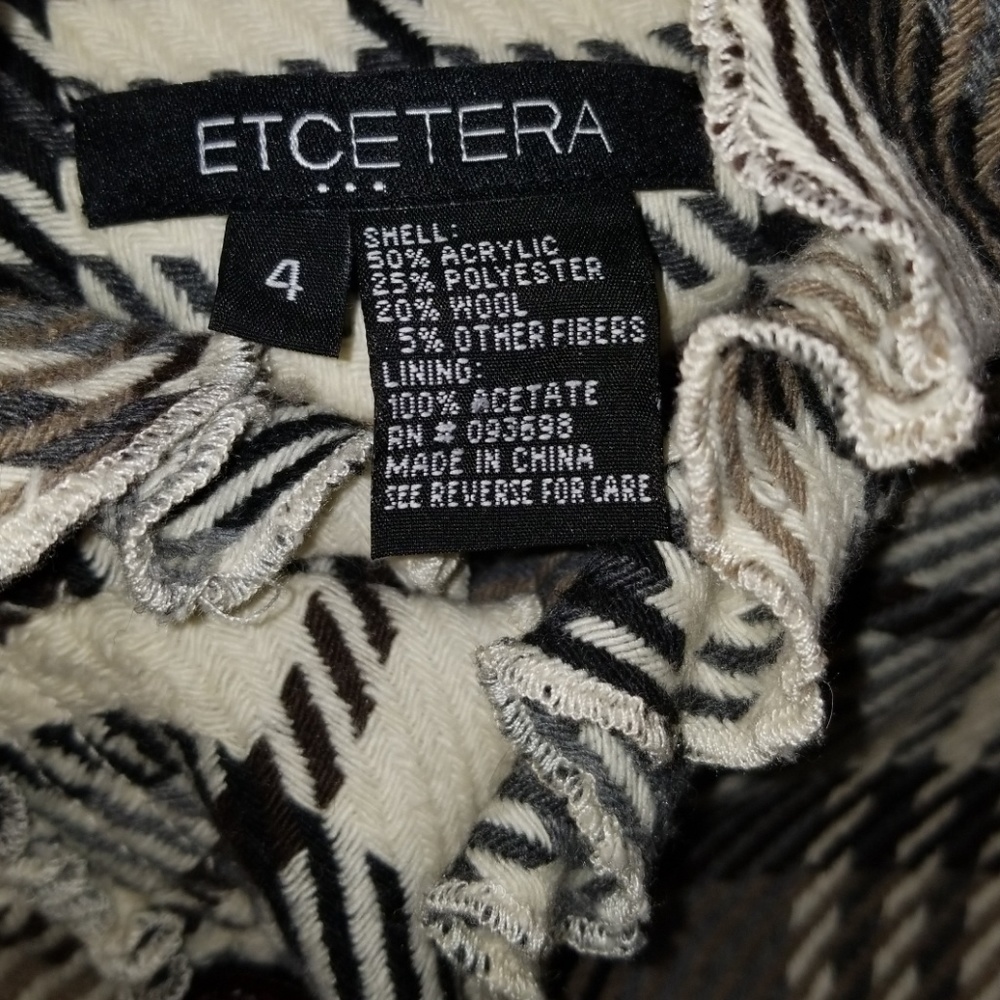 ETCETERA
...
4
SHELL:
50% ACRYLIC
25% POLYESTER
20% WOOL
5% OTHER FIBERS
LINING:
100% ACETATE
RN # 093698
MADE IN CHINA
SEE REVERSE FOR CARE